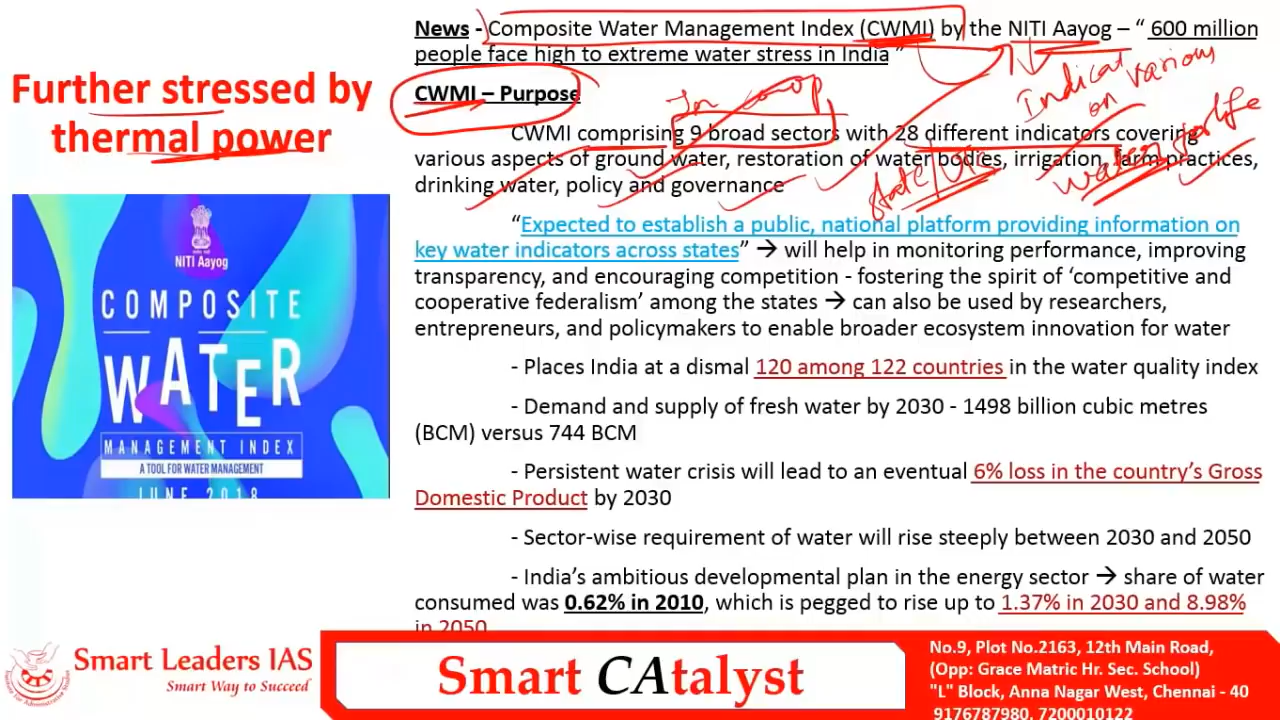 Further stressed by
thermal power
NITI Aayog
COMPOSITE
WATER
MANAGEMENT INDEX
A TOOL FOR WATER MANAGEMENT
JUNE 2018
News - Composite Water Management Index (CWMI) by the NITI Aayog – “ 600 million
people face high to extreme water stress in India ”
CWMI – Purpose
CWMI comprising 9 broad sectors with 28 different indicators covering
various aspects of ground water, restoration of water bodies, irrigation, farm practices,
drinking water, policy and governance
“Expected to establish a public, national platform providing information on
key water indicators across states” → will help in monitoring performance, improving
transparency, and encouraging competition - fostering the spirit of ‘competitive and
cooperative federalism’ among the states → can also be used by researchers,
entrepreneurs, and policymakers to enable broader ecosystem innovation for water
- Places India at a dismal 120 among 122 countries in the water quality index
- Demand and supply of fresh water by 2030 - 1498 billion cubic metres
(BCM) versus 744 BCM
- Persistent water crisis will lead to an eventual 6% loss in the country’s Gross
Domestic Product by 2030
- Sector-wise requirement of water will rise steeply between 2030 and 2050
- India’s ambitious developmental plan in the energy sector → share of water
consumed was 0.62% in 2010, which is pegged to rise up to 1.37% in 2030 and 8.98%
in 2050
Indicat
on various
water
State/UTs
Smart Leaders IAS
Smart Way to Succeed
Smart CAtalyst
No.9, Plot No.2163, 12th Main Road,
(Opp: Grace Matric Hr. Sec. School)
"L" Block, Anna Nagar West, Chennai - 40
9176787980, 7200010122